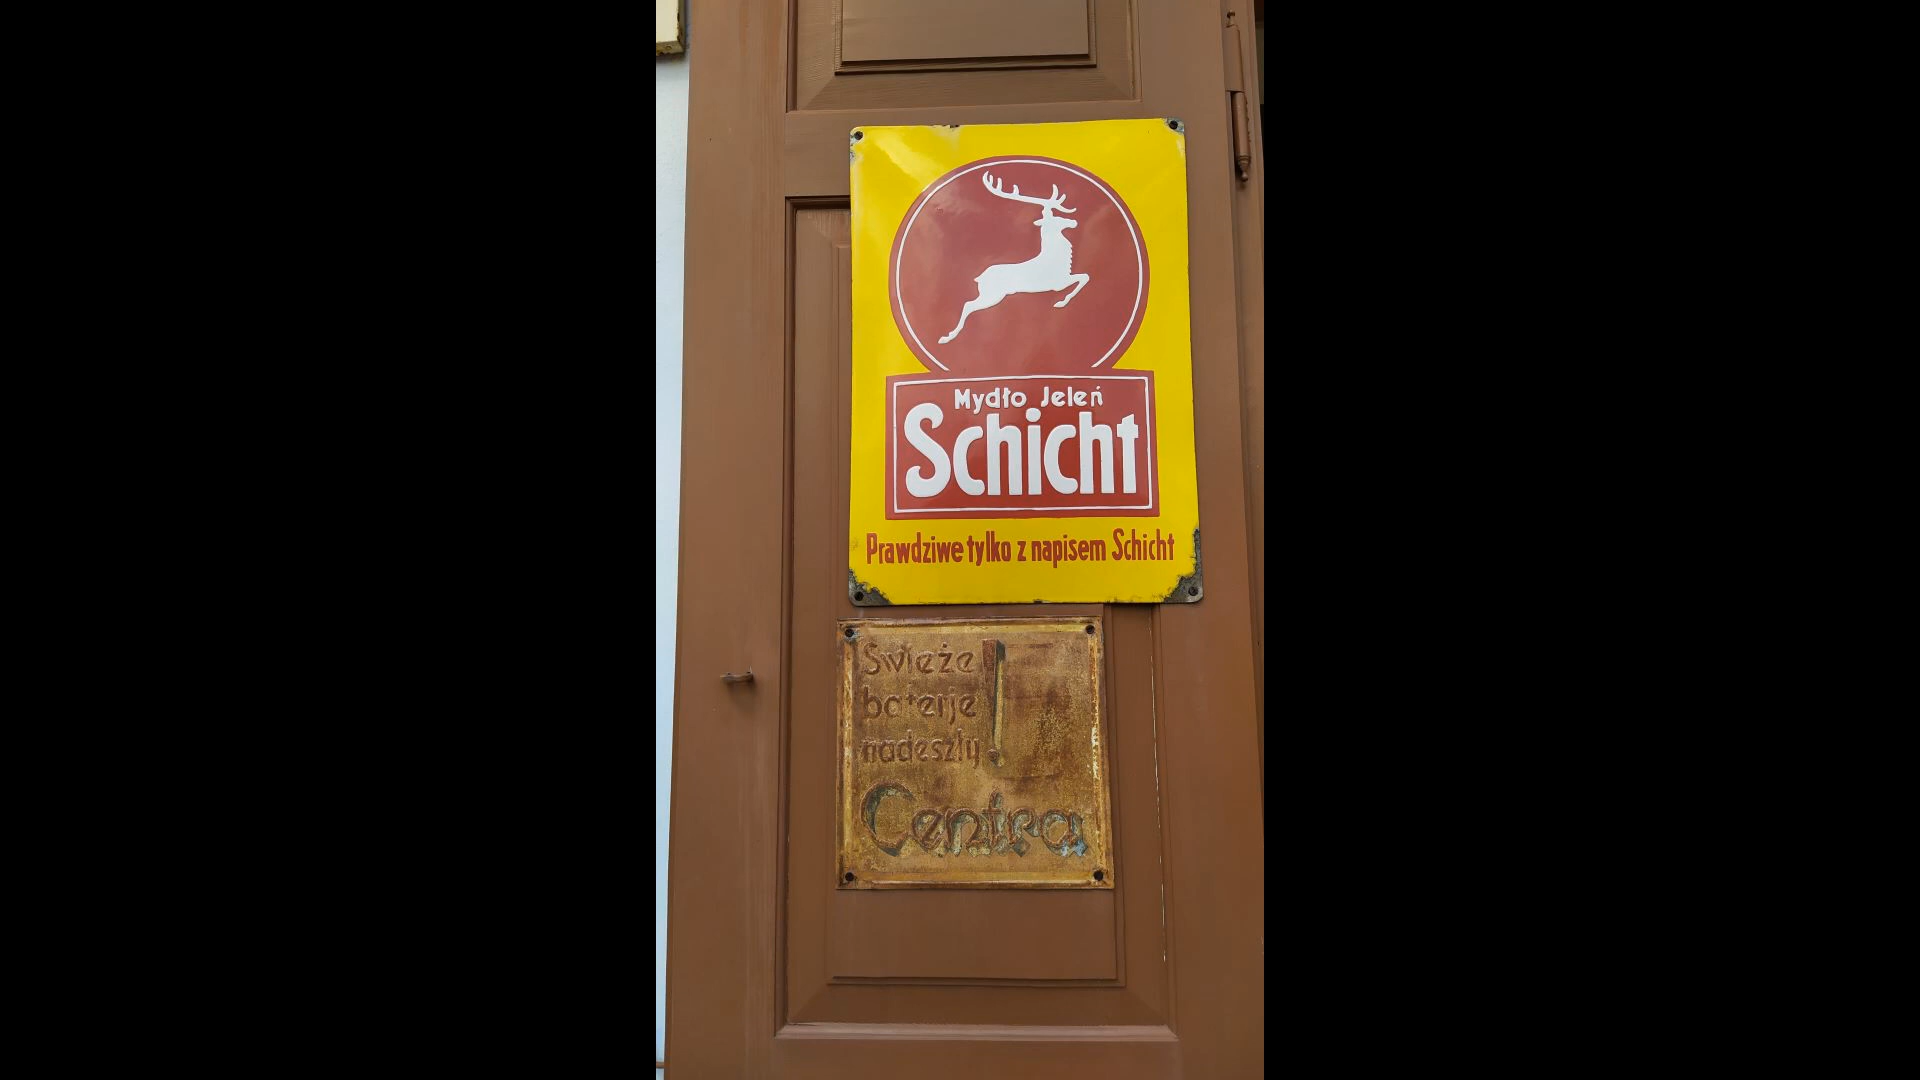 Mydło Jeleń
Schicht
Prawdziwe tylko z napisem Schicht
Świeże
baterje
nadeszły!
Centra